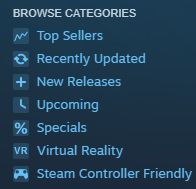 BROWSE CATEGORIES
Top Sellers
Recently Updated
New Releases
Upcoming
% Specials
VR Virtual Reality
Steam Controller Friendly